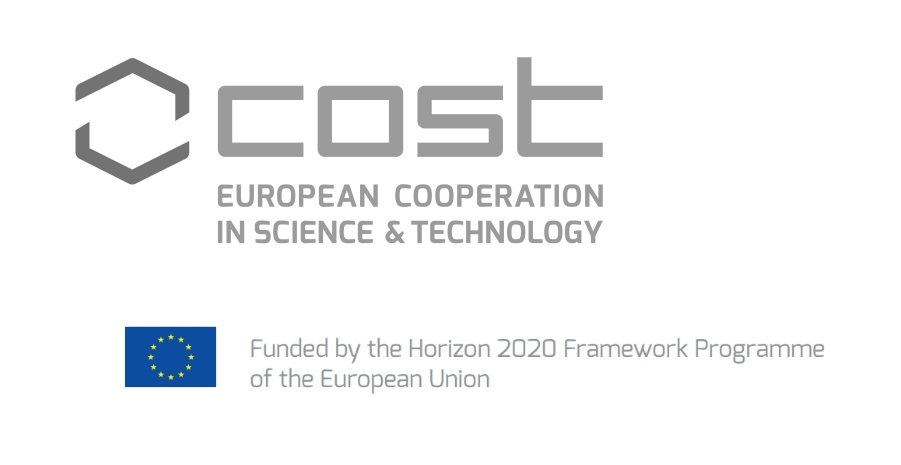 cost
EUROPEAN COOPERATION
IN SCIENCE & TECHNOLOGY
Funded by the Horizon 2020 Framework Programme
of the European Union